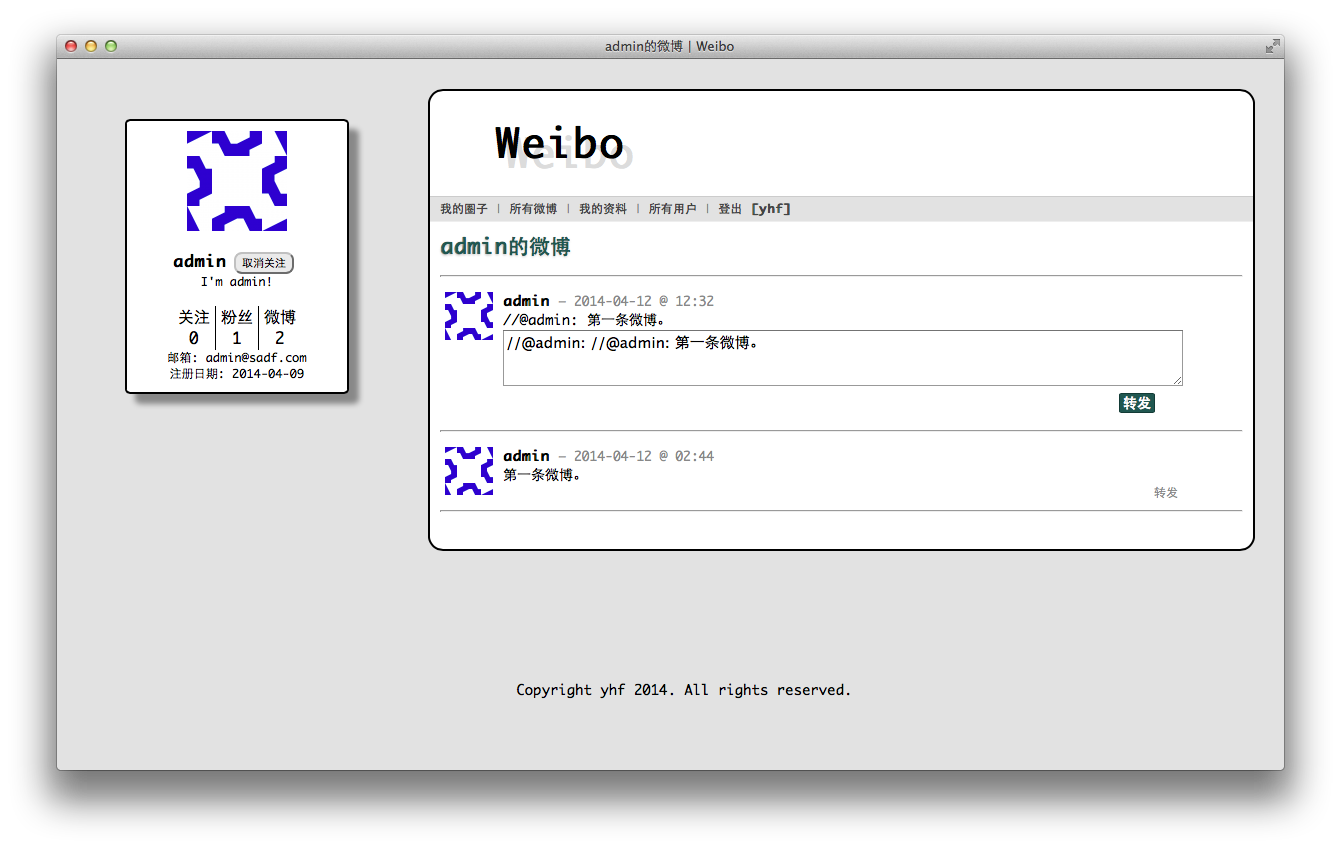 admin的微博 | Weibo
admin 取消关注
I'm admin!
关注 粉丝 微博
0 1 2
邮箱: admin@sadf.com
注册日期: 2014-04-09
Weibo
我的圈子 | 所有微博 | 我的资料 | 所有用户 | 登出 [yhf]
admin的微博
admin — 2014-04-12 @ 12:32
//@admin: 第一条微博。
//@admin: //@admin: 第一条微博。
转发
admin — 2014-04-12 @ 02:44
第一条微博。
转发
Copyright yhf 2014. All rights reserved.